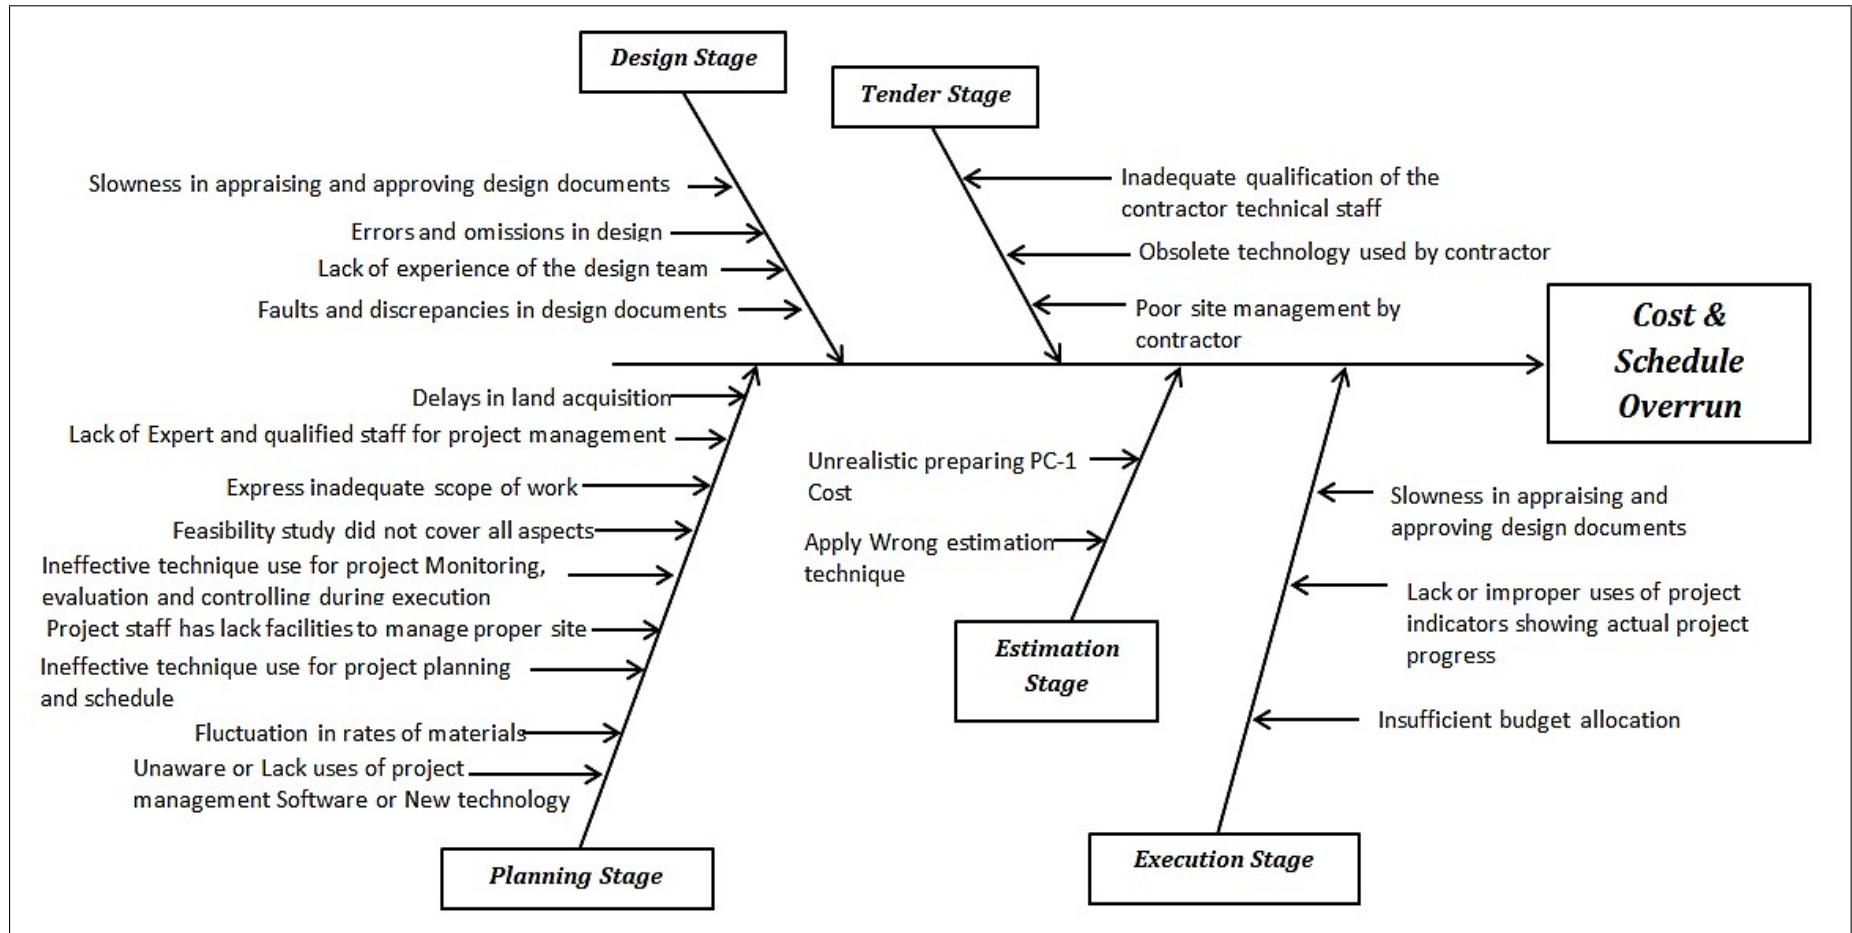 Design Stage
Tender Stage
Slowness in appraising and approving design documents
Errors and omissions in design
Lack of experience of the design team
Faults and discrepancies in design documents
Inadequate qualification of the
contractor technical staff
Obsolete technology used by contractor
Poor site management by
contractor
Cost &
Schedule
Overrun
Delays in land acquisition
Lack of Expert and qualified staff for project management
Express inadequate scope of work
Feasibility study did not cover all aspects
Ineffective technique use for project Monitoring,
evaluation and controlling during execution
Project staff has lack facilities to manage proper site
Ineffective technique use for project planning
and schedule
Fluctuation in rates of materials
Unaware or Lack uses of project
management Software or New technology
Planning Stage
Unrealistic preparing PC-1
Cost
Apply Wrong estimation
technique
Estimation
Stage
Slowness in appraising and
approving design documents
Lack or improper uses of project
indicators showing actual project
progress
Insufficient budget allocation
Execution Stage